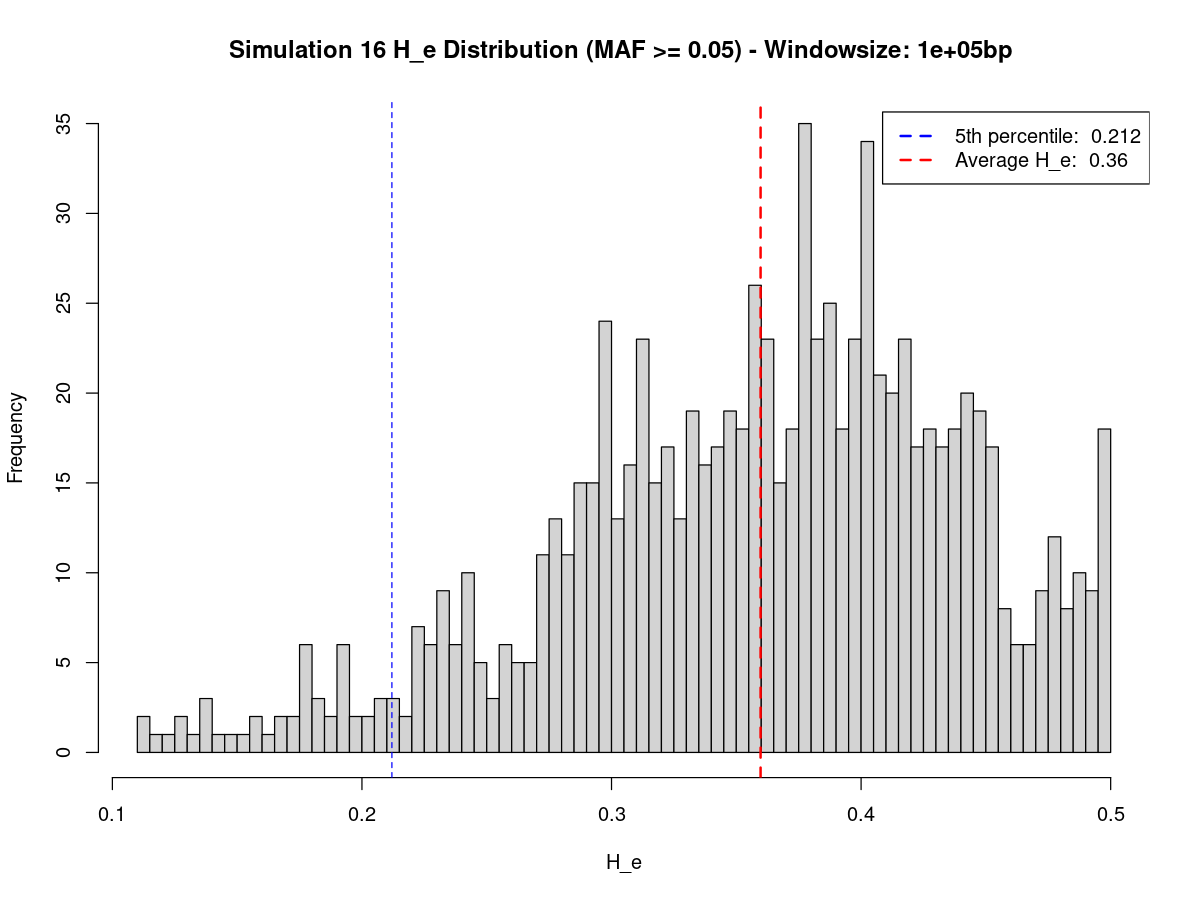 Simulation 16 H_e Distribution (MAF >= 0.05) - Windowsize: 1e+05bp
5th percentile:  0.212
Average H_e:  0.36
Frequency
35
30
25
20
15
10
5
0
0.1 0.2 0.3 0.4 0.5
H_e